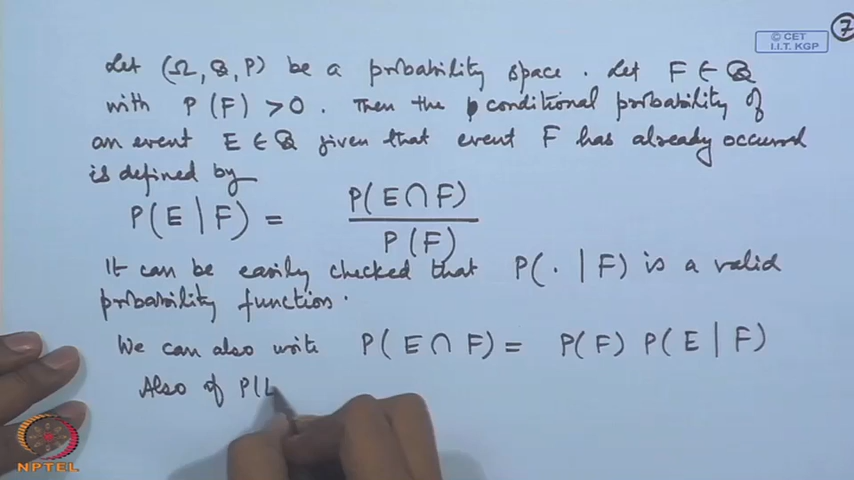 7
© CET
I.I.T. KGP
Let (Ω, 𝔅, P) be a probability space. Let F ∈ 𝔅
with P(F) > 0. Then the conditional probability of
an event E ∈ 𝔅 given that event F has already occurred
is defined by
P(E | F) = P(E ∩ F) / P(F)
It can be easily checked that P(· | F) is a valid
probability function.
We can also write P(E ∩ F) = P(F) P(E | F)
Also if P(
NPTEL